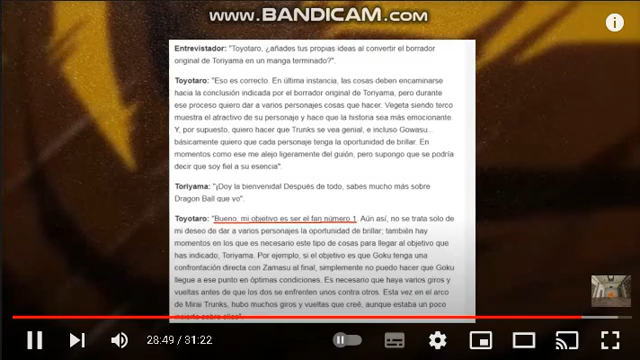 WWW.BANDICAM.COM
Entrevistador: "Toyotaro, ¿añades tus propias ideas al convertir el borrador
original de Toriyama en un manga terminado?".
Toyotaro: "Eso es correcto. En última instancia, las cosas deben encaminarse
hacia la conclusión indicada por el borrador original de Toriyama, pero durante
ese proceso quiero dar a varios personajes cosas que hacer. Vegeta siendo terco
muestra el atractivo de su personaje y hace que la historia sea más emocionante.
Y, por supuesto, quiero hacer que Trunks se vea genial, e incluso Gowasu...
básicamente quiero que cada personaje tenga la oportunidad de brillar. En
momentos como ese me alejo ligeramente del guión, pero supongo que se podría
decir que soy fiel a su esencia".
Toriyama: "¡Doy la bienvenida! Después de todo, sabes mucho más sobre
Dragon Ball que yo".
Toyotaro: "Bueno, mi objetivo es ser el fan número 1. Aún así, no se trata solo de
mi deseo de dar a varios personajes la oportunidad de brillar; también hay
momentos en los que es necesario este tipo de cosas para llegar al objetivo que
has indicado, Toriyama. Por ejemplo, si el objetivo es que Goku tenga una
confrontación directa con Zamasu al final, simplemente no puedo hacer que Goku
llegue a ese punto en óptimas condiciones. Es necesario que haya varios giros y
vueltas antes de que los dos se enfrenten unos contra otros. Esta vez en el arco
de Mirai Trunks, hubo muchos giros y vueltas que creé, aunque estaba un poco
28:49 / 31:22